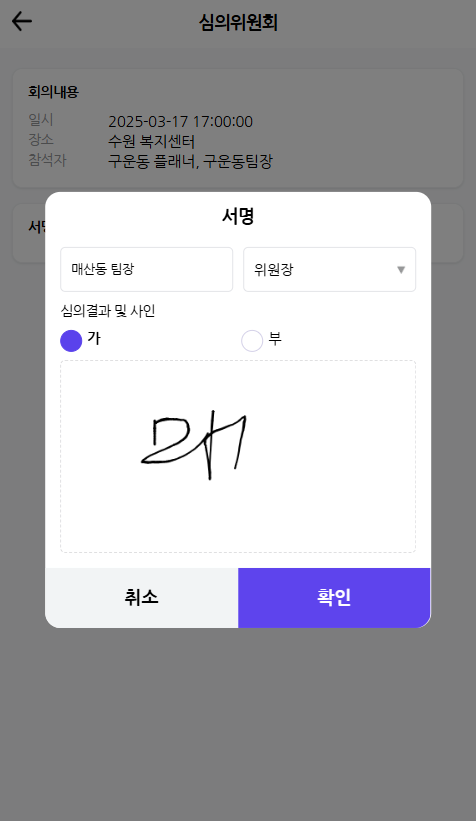 심의위원회
회의내용
일시 2025-03-17 17:00:00
장소 수원 복지센터
참석자 구운동 플래너, 구운동팀장
서명
매산동 팀장 위원장
심의결과 및 사인
가 부
매
취소 확인